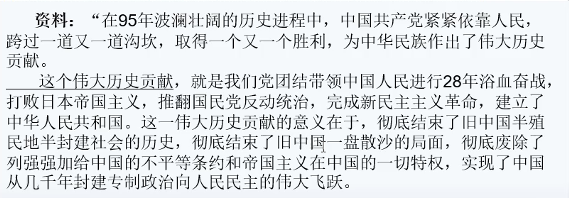 资料：“在95年波澜壮阔的历史进程中，中国共产党紧紧依靠人民，
跨过一道又一道沟坎，取得一个又一个胜利，为中华民族作出了伟大历史
贡献。
这个伟大历史贡献，就是我们党团结带领中国人民进行28年浴血奋战，
打败日本帝国主义，推翻国民党反动统治，完成新民主主义革命，建立了
中华人民共和国。这一伟大历史贡献的意义在于，彻底结束了旧中国半殖
民地半封建社会的历史，彻底结束了旧中国一盘散沙的局面，彻底废除了
列强强加给中国的不平等条约和帝国主义在中国的一切特权，实现了中国
从几千年封建专制政治向人民民主的伟大飞跃。